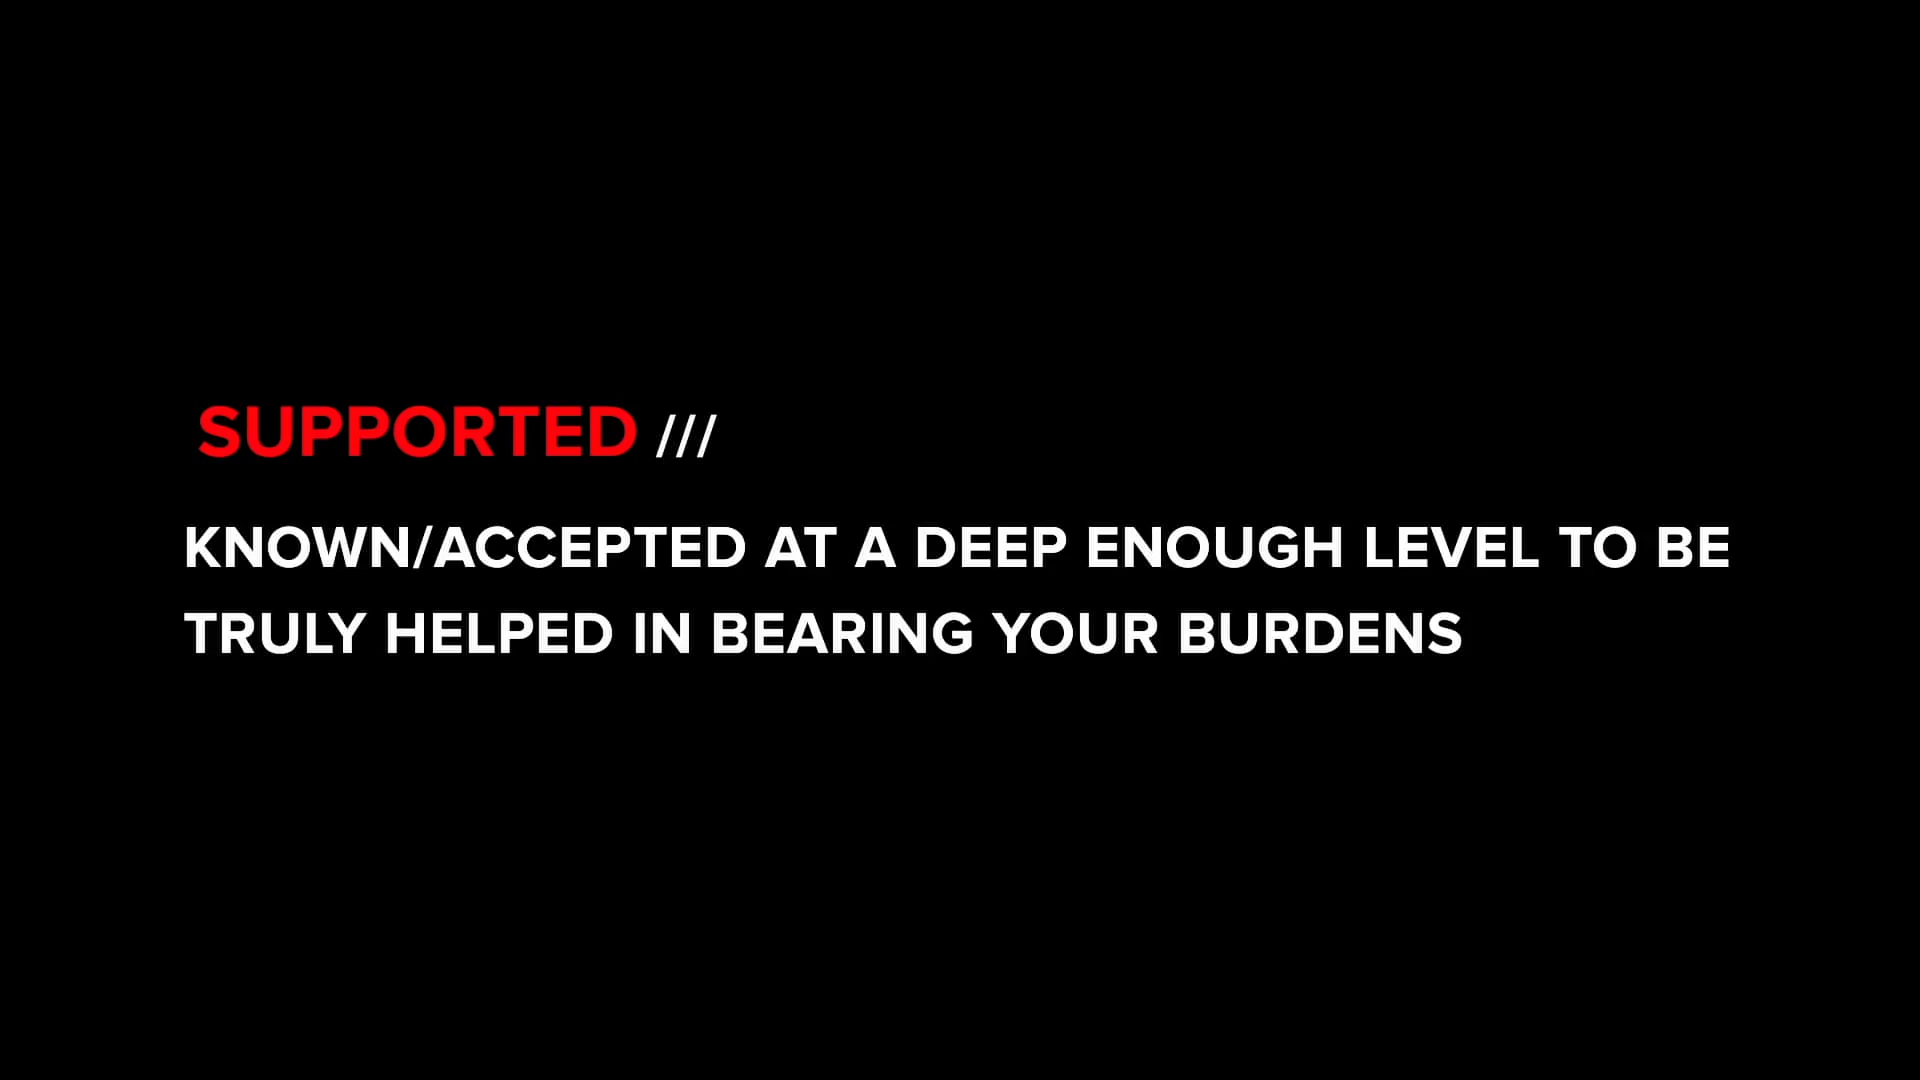 SUPPORTED ///
KNOWN/ACCEPTED AT A DEEP ENOUGH LEVEL TO BE
TRULY HELPED IN BEARING YOUR BURDENS